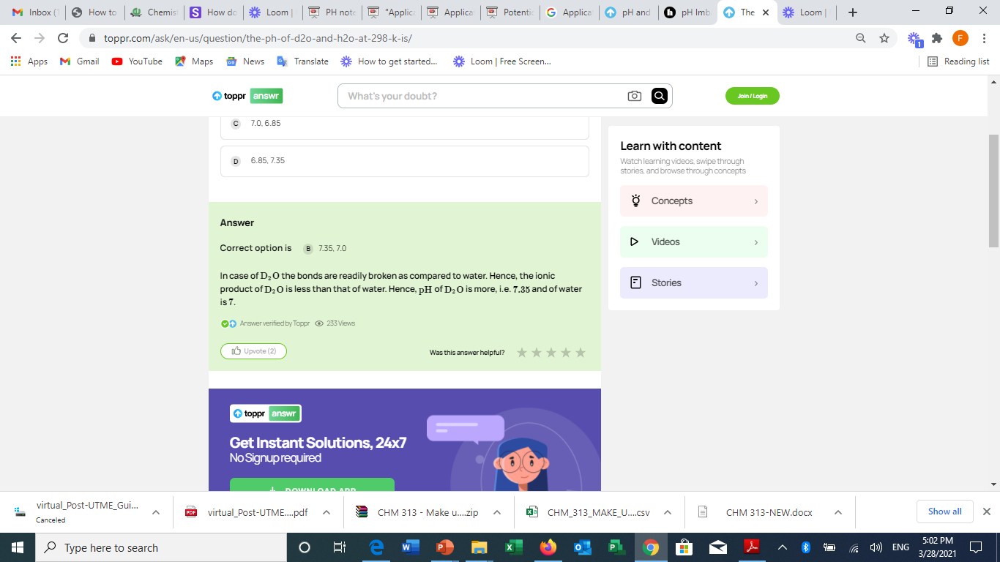 Inbox (
How to
Chemis
How do
Loom |
PH note
"Applica
Applica
Potenti
Applica
pH and
pH Imb
The
Loom |
toppr.com/ask/en-us/question/the-ph-of-d2o-and-h2o-at-298-k-is/
1
F
Apps
Gmail
YouTube
Maps
News
Translate
How to get started...
Loom | Free Screen...
Reading list
toppr answr
What's your doubt?
Join / Login
C 7.0, 6.85
D 6.85, 7.35
Answer
Correct option is B 7.35, 7.0
In case of D₂O the bonds are readily broken as compared to water. Hence, the ionic
product of D₂O is less than that of water. Hence, pH of D₂O is more, i.e. 7.35 and of water
is 7.
Answer verified by Toppr 233 Views
Upvote (2)
Was this answer helpful?
Learn with content
Watch learning videos, swipe through
stories, and browse through concepts
Concepts
Videos
Stories
toppr answr
Get Instant Solutions, 24x7
No Signup required
DOWNLOAD APP
virtual_Post-UTME_Gui...
Canceled
PDF
virtual_Post-UTME....pdf
CHM 313 - Make u....zip
CHM_313_MAKE_U....csv
CHM 313-NEW.docx
Show all
Type here to search
ENG
5:02 PM
3/28/2021